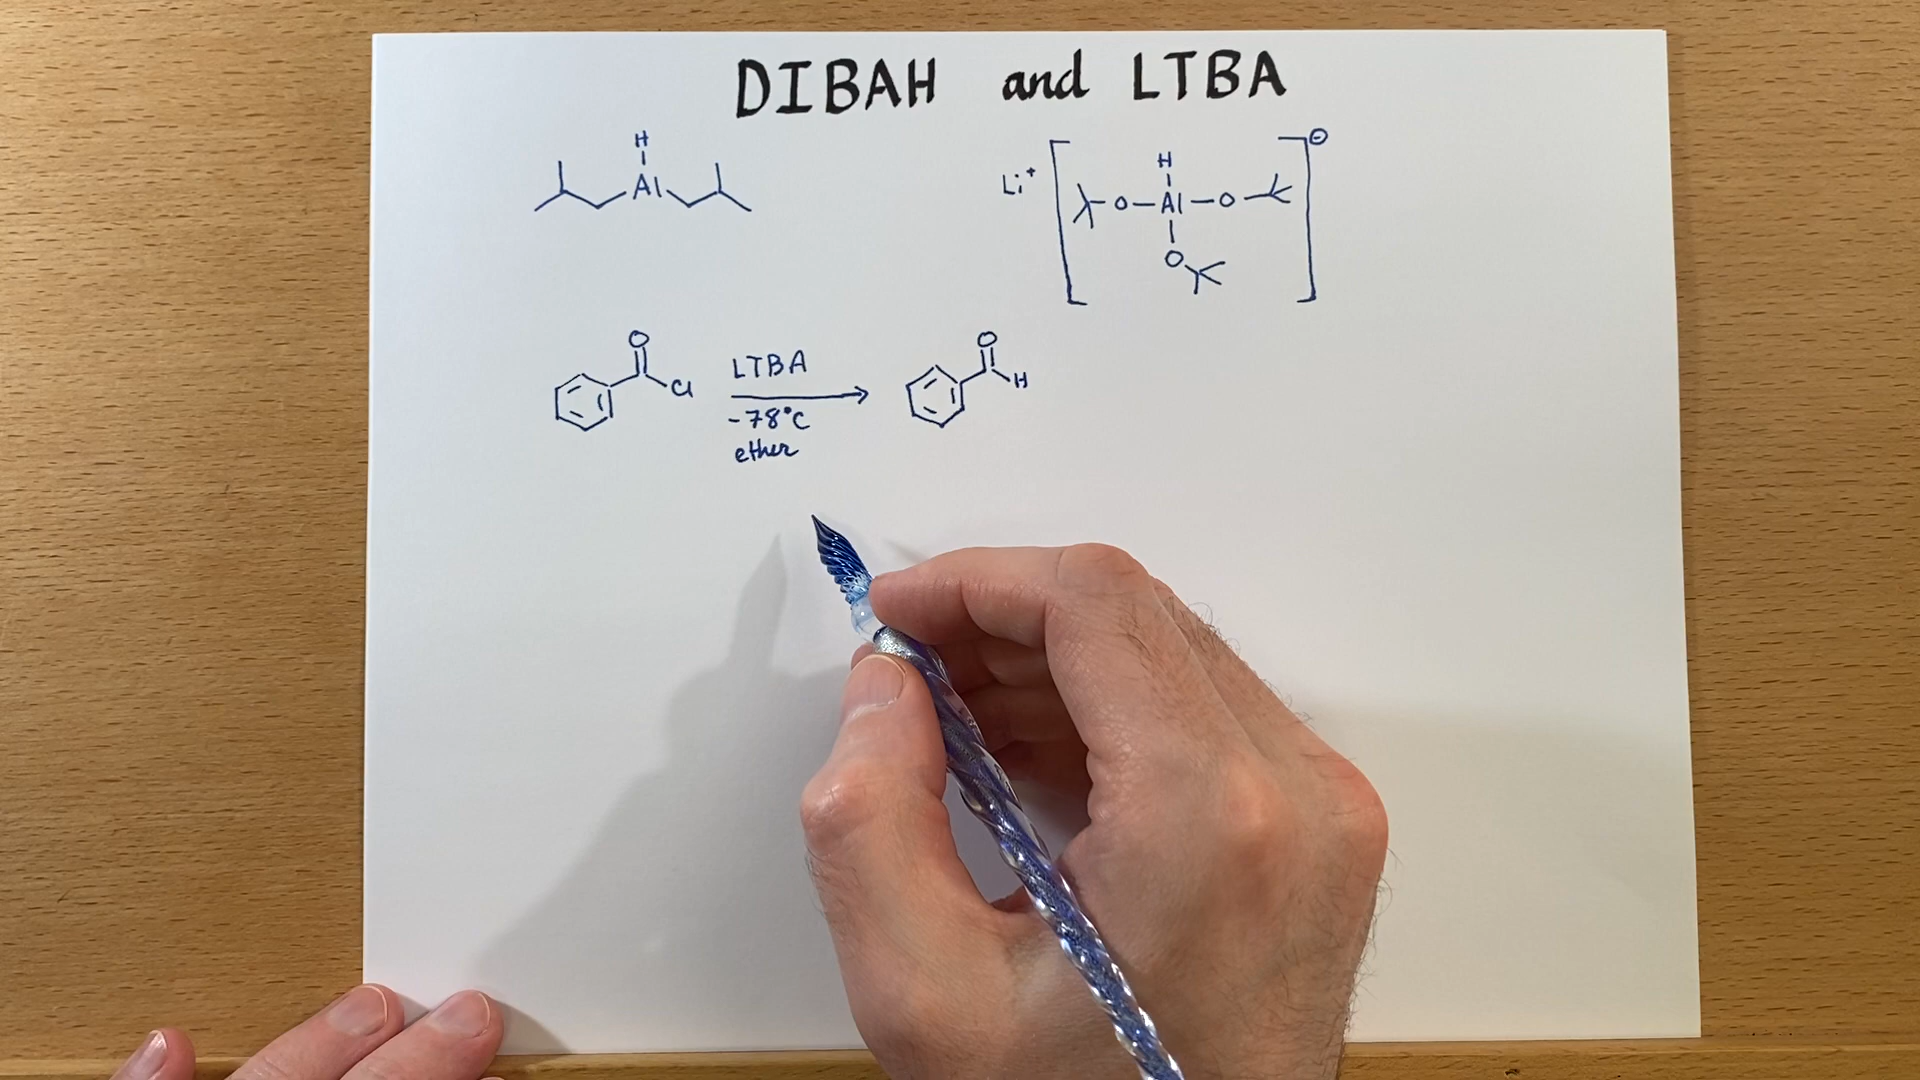 DIBAH and LTBA
H
Al
Li+
H
O—Al—O
O
⊖
O
Cl
LTBA
-78°C
ether
O
H